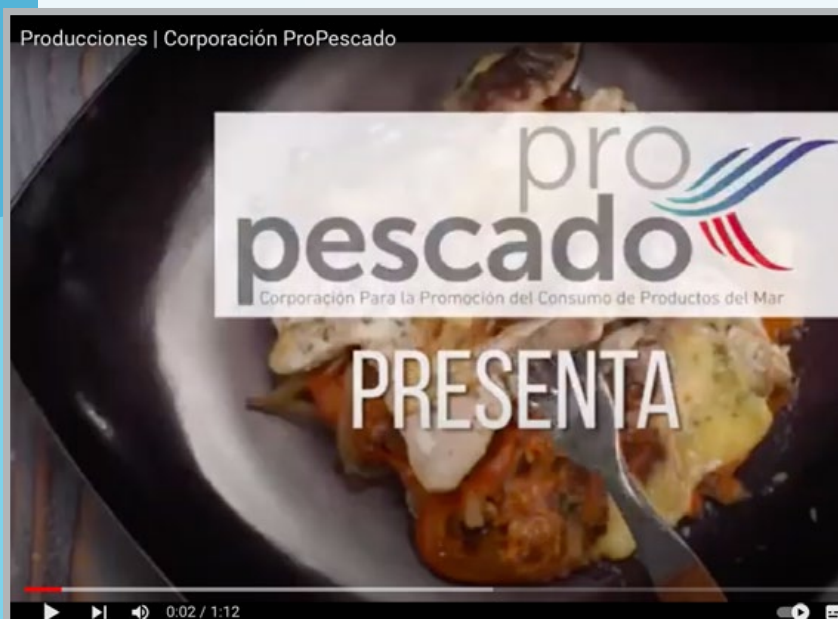 Producciones | Corporación ProPescado
pro
pescado
Corporación Para la Promoción del Consumo de Productos del Mar
PRESENTA
0:02 / 1:12